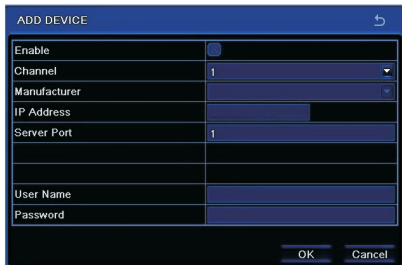 ADD DEVICE
Enable
Channel 1
Manufacturer
IP Address
Server Port 1
User Name
Password
OK Cancel